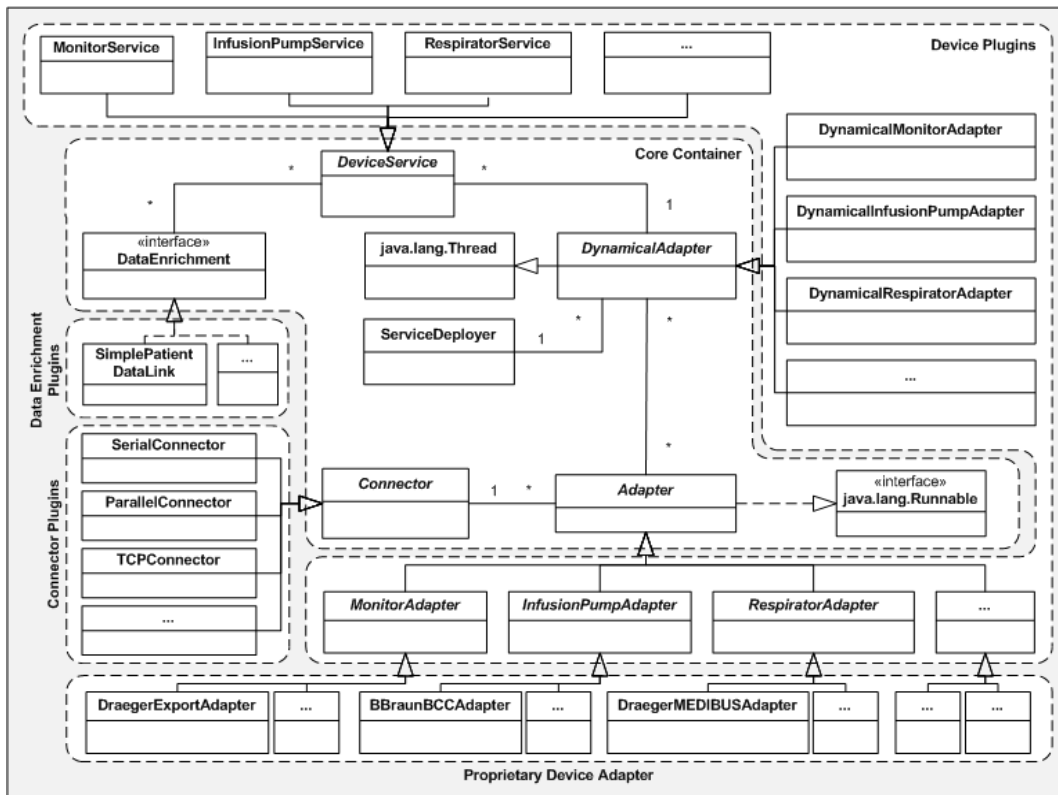 MonitorService
InfusionPumpService
RespiratorService
...
Device Plugins
DynamicalMonitorAdapter
Core Container
DeviceService
*
*
*
1
DynamicalInfusionPumpAdapter
«interface»
DataEnrichment
java.lang.Thread
DynamicalAdapter
DynamicalRespiratorAdapter
*
*
ServiceDeployer
1
Data Enrichment
Plugins
SimplePatient
DataLink
...
...
SerialConnector
*
Connector
1
*
Adapter
«interface»
java.lang.Runnable
ParallelConnector
Connector Plugins
TCPConnector
...
MonitorAdapter
InfusionPumpAdapter
RespiratorAdapter
...
DraegerExportAdapter
...
BBraunBCCAdapter
...
DraegerMEDIBUSAdapter
...
...
...
Proprietary Device Adapter